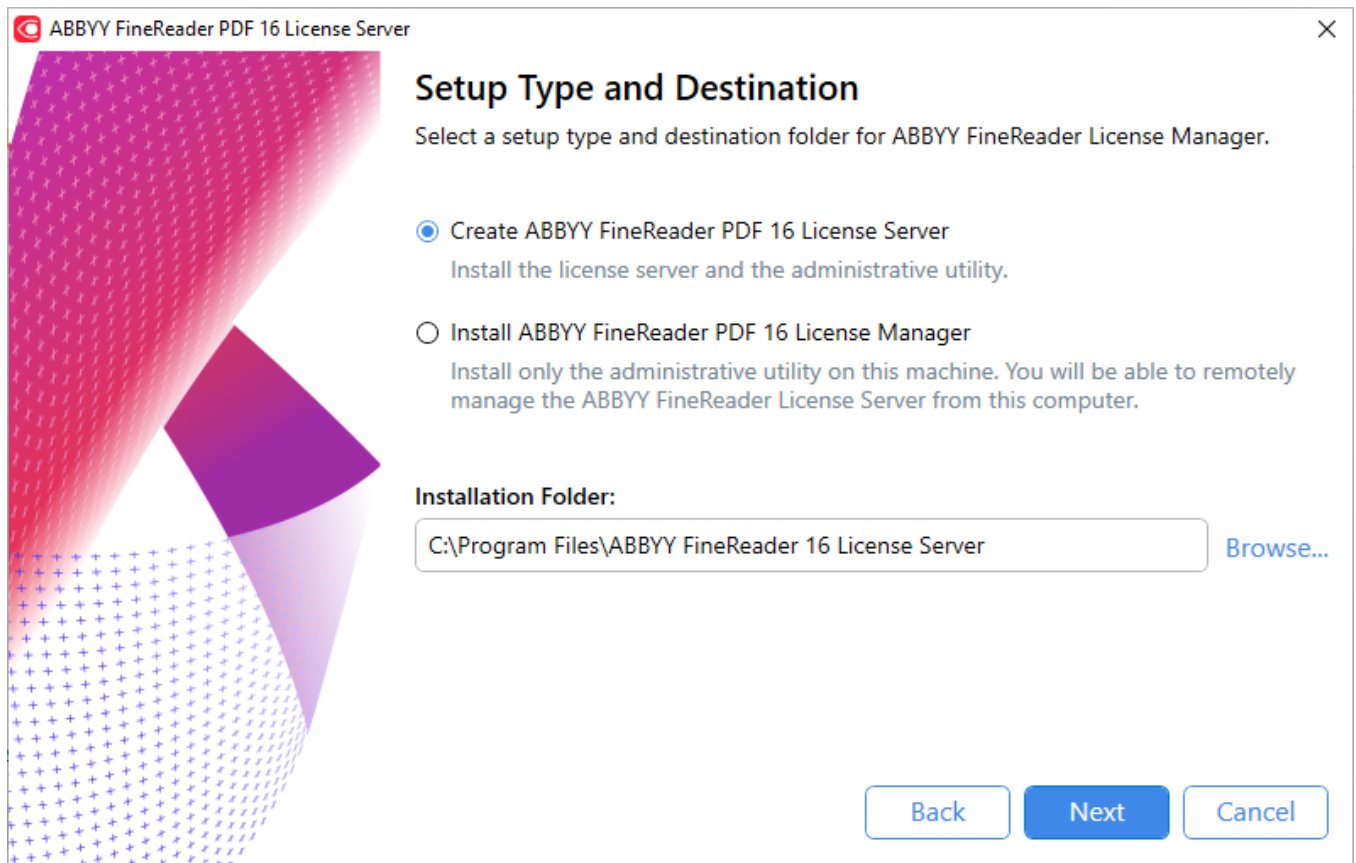 ABBYY FineReader PDF 16 License Server
Setup Type and Destination
Select a setup type and destination folder for ABBYY FineReader License Manager.
Create ABBYY FineReader PDF 16 License Server
Install the license server and the administrative utility.
Install ABBYY FineReader PDF 16 License Manager
Install only the administrative utility on this machine. You will be able to remotely
manage the ABBYY FineReader License Server from this computer.
Installation Folder:
C:\Program Files\ABBYY FineReader 16 License Server
Browse...
Back
Next
Cancel